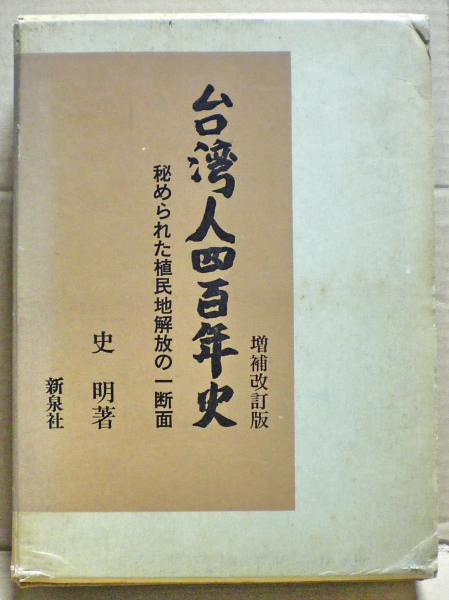 増補改訂版
台湾人四百年史
秘められた植民地解放の一断面
史 明著
新泉社